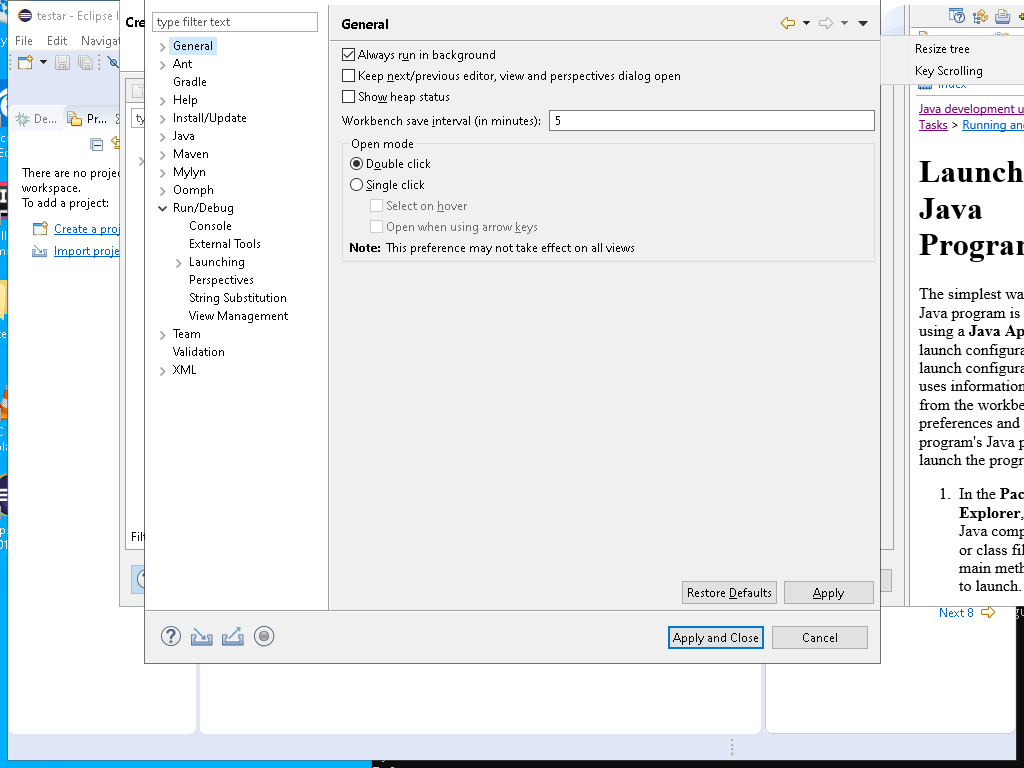 testar - Eclipse I
File Edit Navigat
De...
Pr...
There are no proje
workspace.
To add a project:
Create a proj
Import proje
Cre
ty
Filt
type filter text
General
Ant
Gradle
Help
Install/Update
Java
Maven
Mylyn
Oomph
Run/Debug
Console
External Tools
Launching
Perspectives
String Substitution
View Management
Team
Validation
XML
General
Always run in background
Keep next/previous editor, view and perspectives dialog open
Show heap status
Workbench save interval (in minutes): 5
Open mode
Double click
Single click
Select on hover
Open when using arrow keys
Note: This preference may not take effect on all views
Restore Defaults Apply
Apply and Close Cancel
Resize tree
Key Scrolling
Index
Java development u
Tasks > Running and
Launch
Java
Progran
The simplest wa
Java program is
using a Java Ap
launch configura
launch configura
uses information
from the workbe
preferences and
program's Java p
launch the progr
1. In the Pac
Explorer,
Java comp
or class fil
main meth
to launch.
Next 8